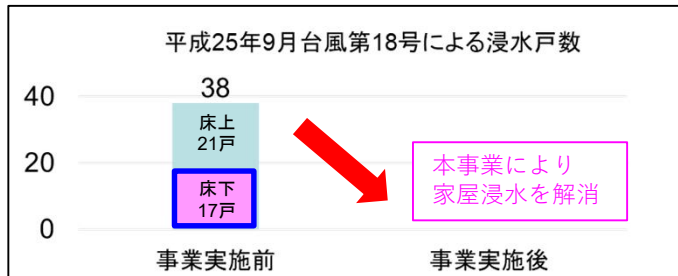 平成25年9月台風第18号による浸水戸数
40
20
0
38
床上
21戸
床下
17戸
本事業により
家屋浸水を解消
事業実施前
事業実施後